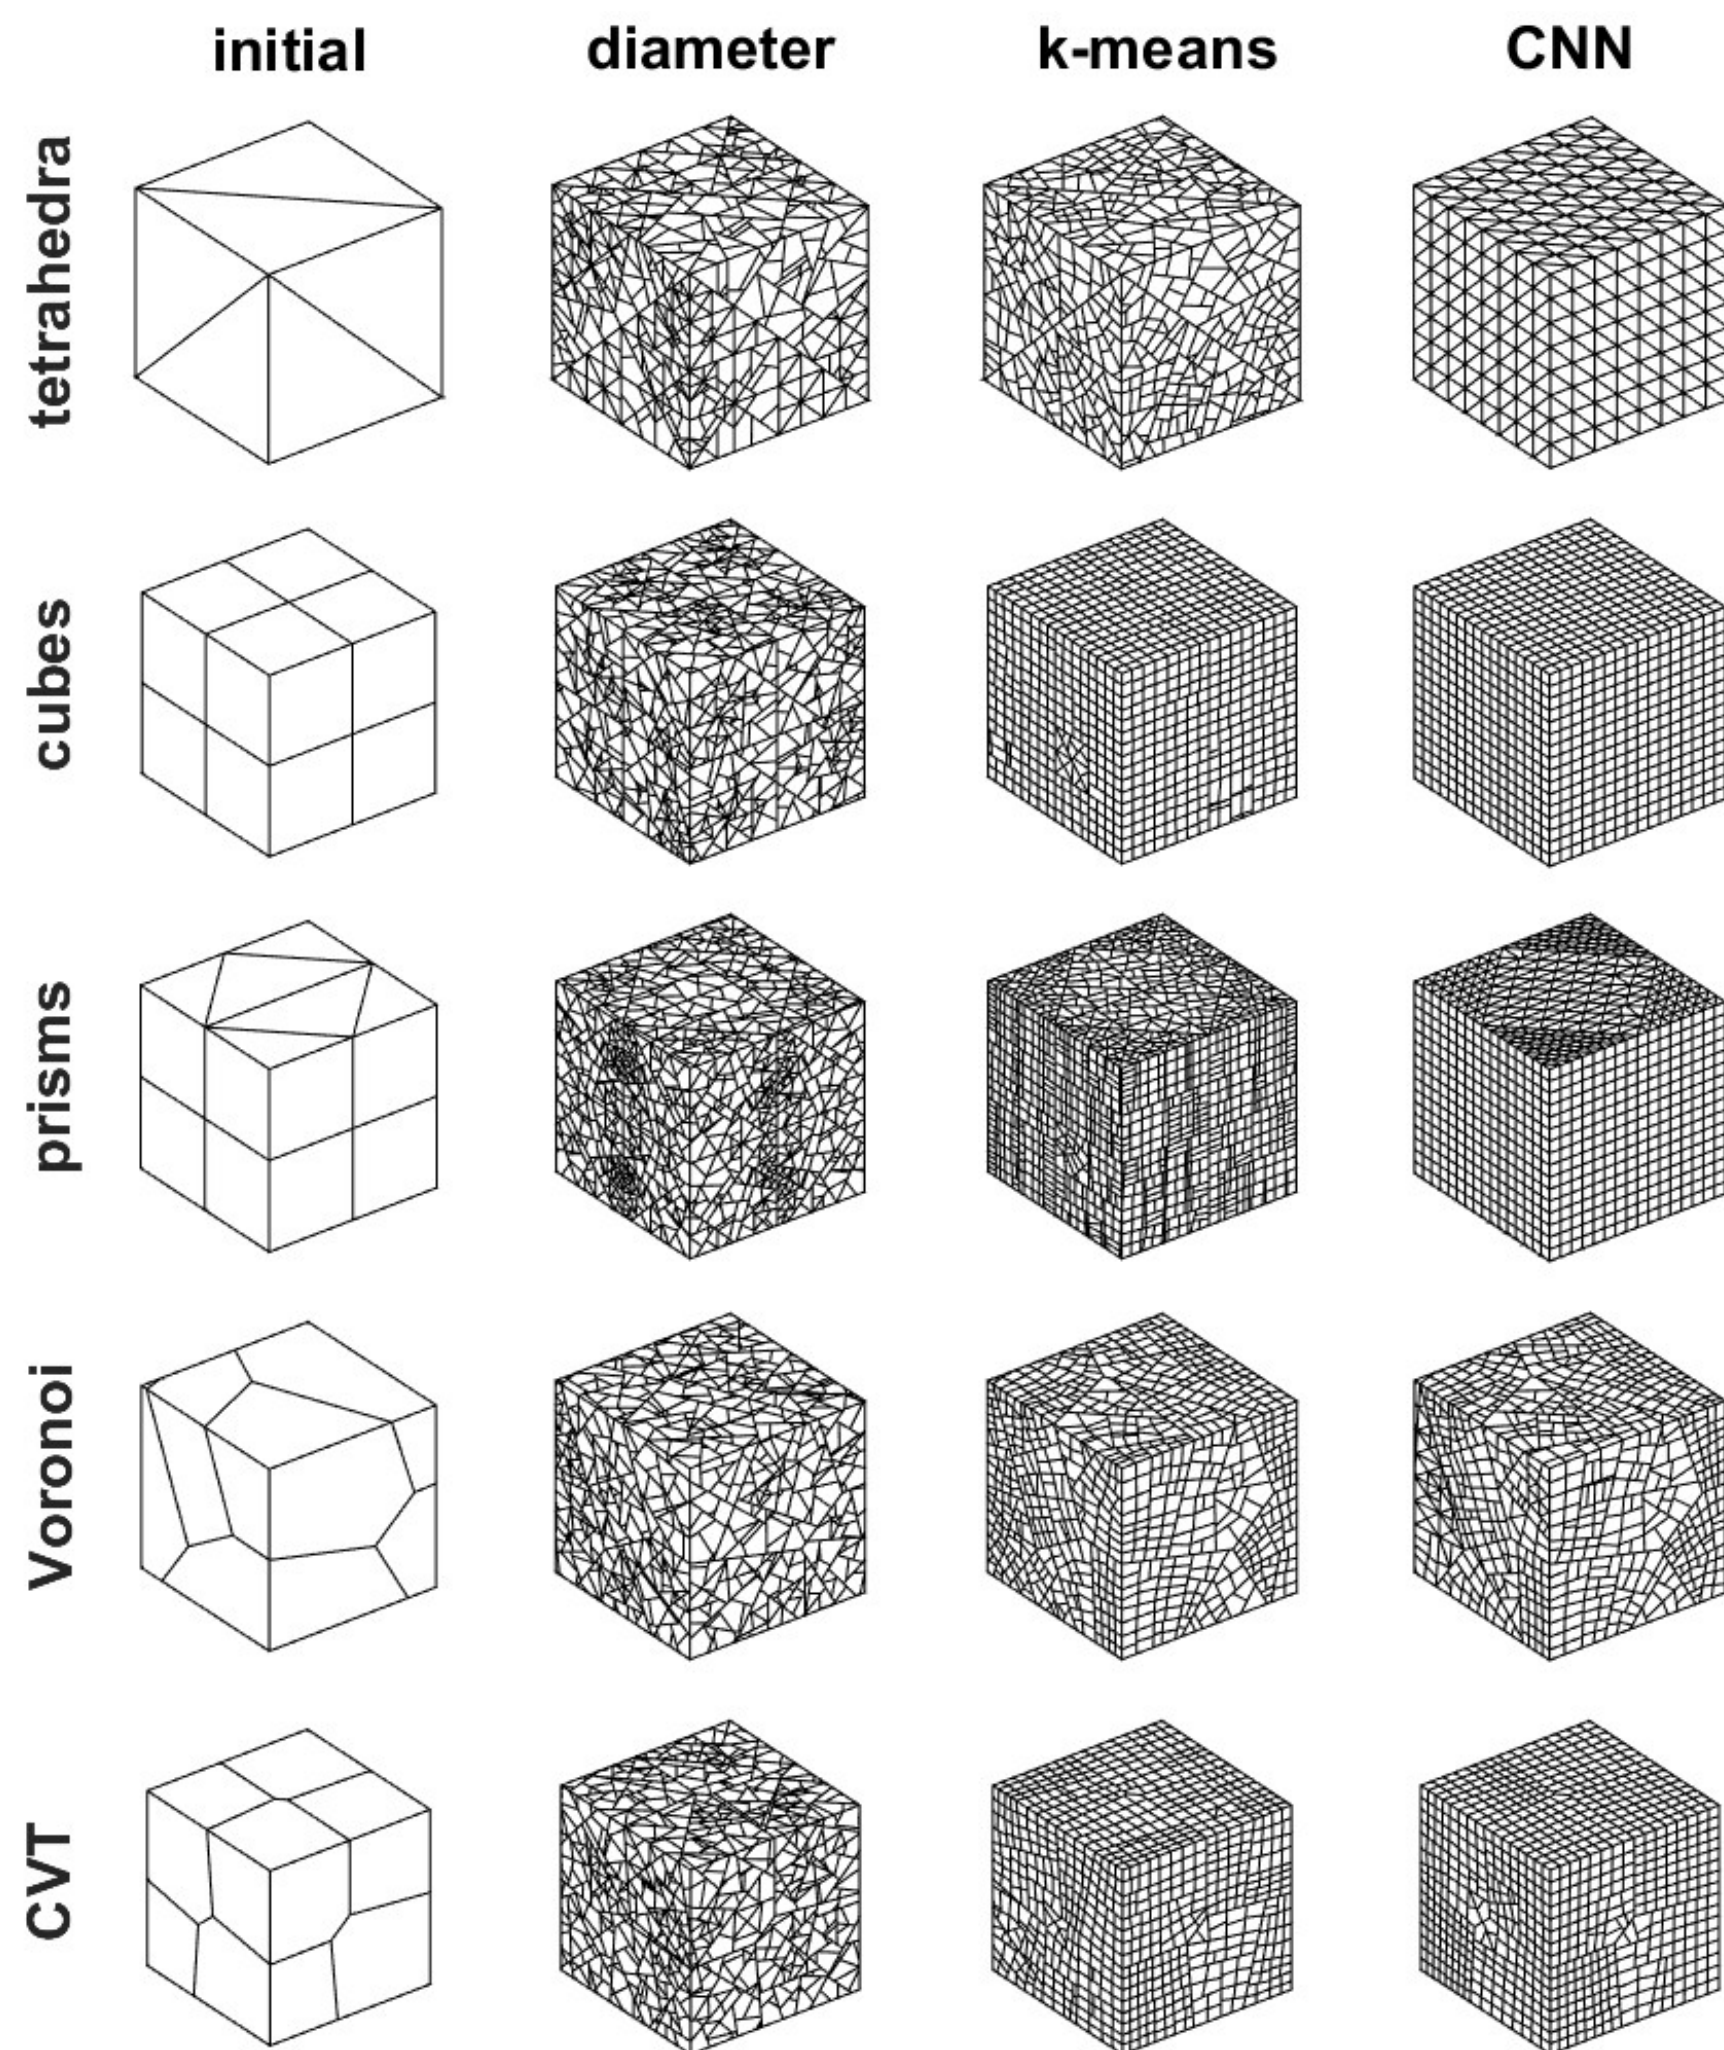 initial diameter k-means CNN
tetrahedra
cubes
prisms
Voronoi
CVT